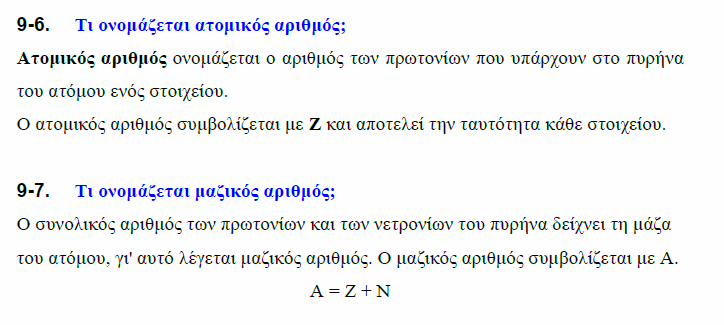 9-6. Τι ονομάζεται ατομικός αριθμός;
Ατομικός αριθμός ονομάζεται ο αριθμός των πρωτονίων που υπάρχουν στο πυρήνα
του ατόμου ενός στοιχείου.
Ο ατομικός αριθμός συμβολίζεται με Ζ και αποτελεί την ταυτότητα κάθε στοιχείου.
9-7. Τι ονομάζεται μαζικός αριθμός;
Ο συνολικός αριθμός των πρωτονίων και των νετρονίων του πυρήνα δείχνει τη μάζα
του ατόμου, γι' αυτό λέγεται μαζικός αριθμός. Ο μαζικός αριθμός συμβολίζεται με Α.
Α = Ζ + Ν